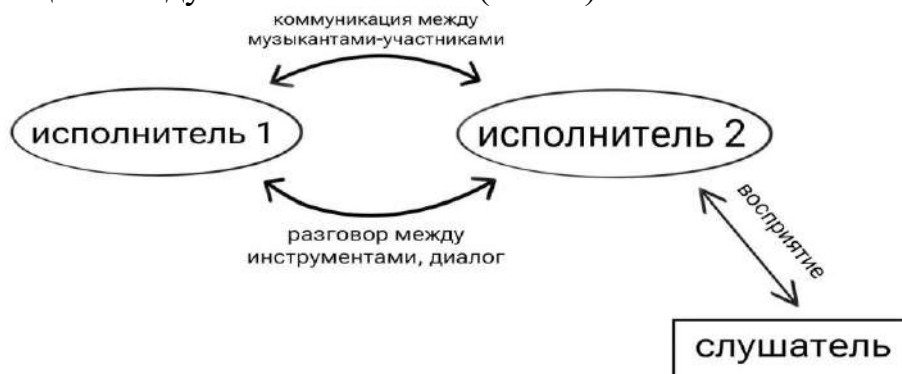 коммуникация между
музыкантами-участниками
исполнитель 1
исполнитель 2
разговор между
инструментами, диалог
восприятие
слушатель